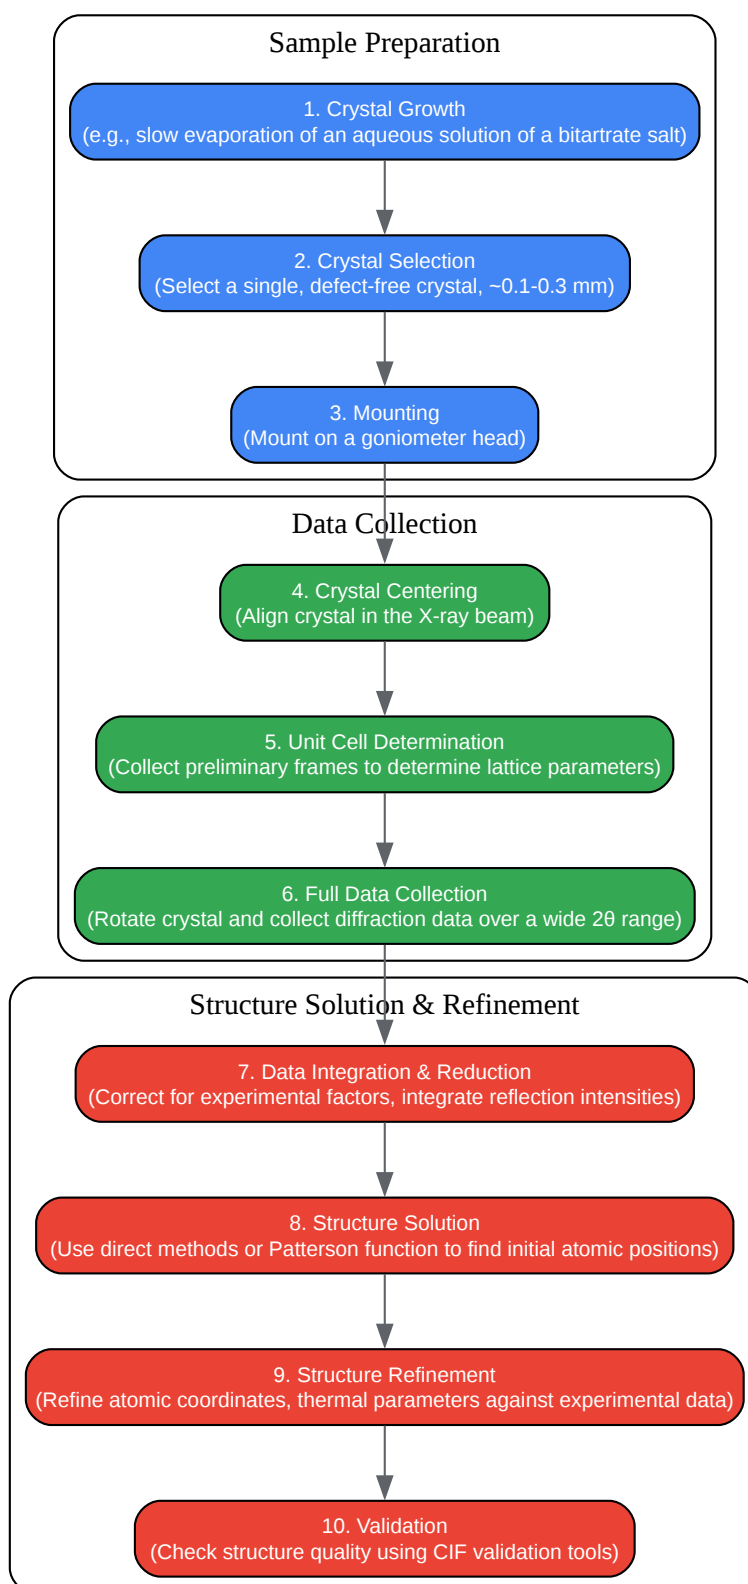 Sample Preparation
1. Crystal Growth
(e.g., slow evaporation of an aqueous solution of a bitartrate salt)
2. Crystal Selection
(Select a single, defect-free crystal, ~0.1-0.3 mm)
3. Mounting
(Mount on a goniometer head)
Data Collection
4. Crystal Centering
(Align crystal in the X-ray beam)
5. Unit Cell Determination
(Collect preliminary frames to determine lattice parameters)
6. Full Data Collection
(Rotate crystal and collect diffraction data over a wide 2θ range)
Structure Solution & Refinement
7. Data Integration & Reduction
(Correct for experimental factors, integrate reflection intensities)
8. Structure Solution
(Use direct methods or Patterson function to find initial atomic positions)
9. Structure Refinement
(Refine atomic coordinates, thermal parameters against experimental data)
10. Validation
(Check structure quality using CIF validation tools)